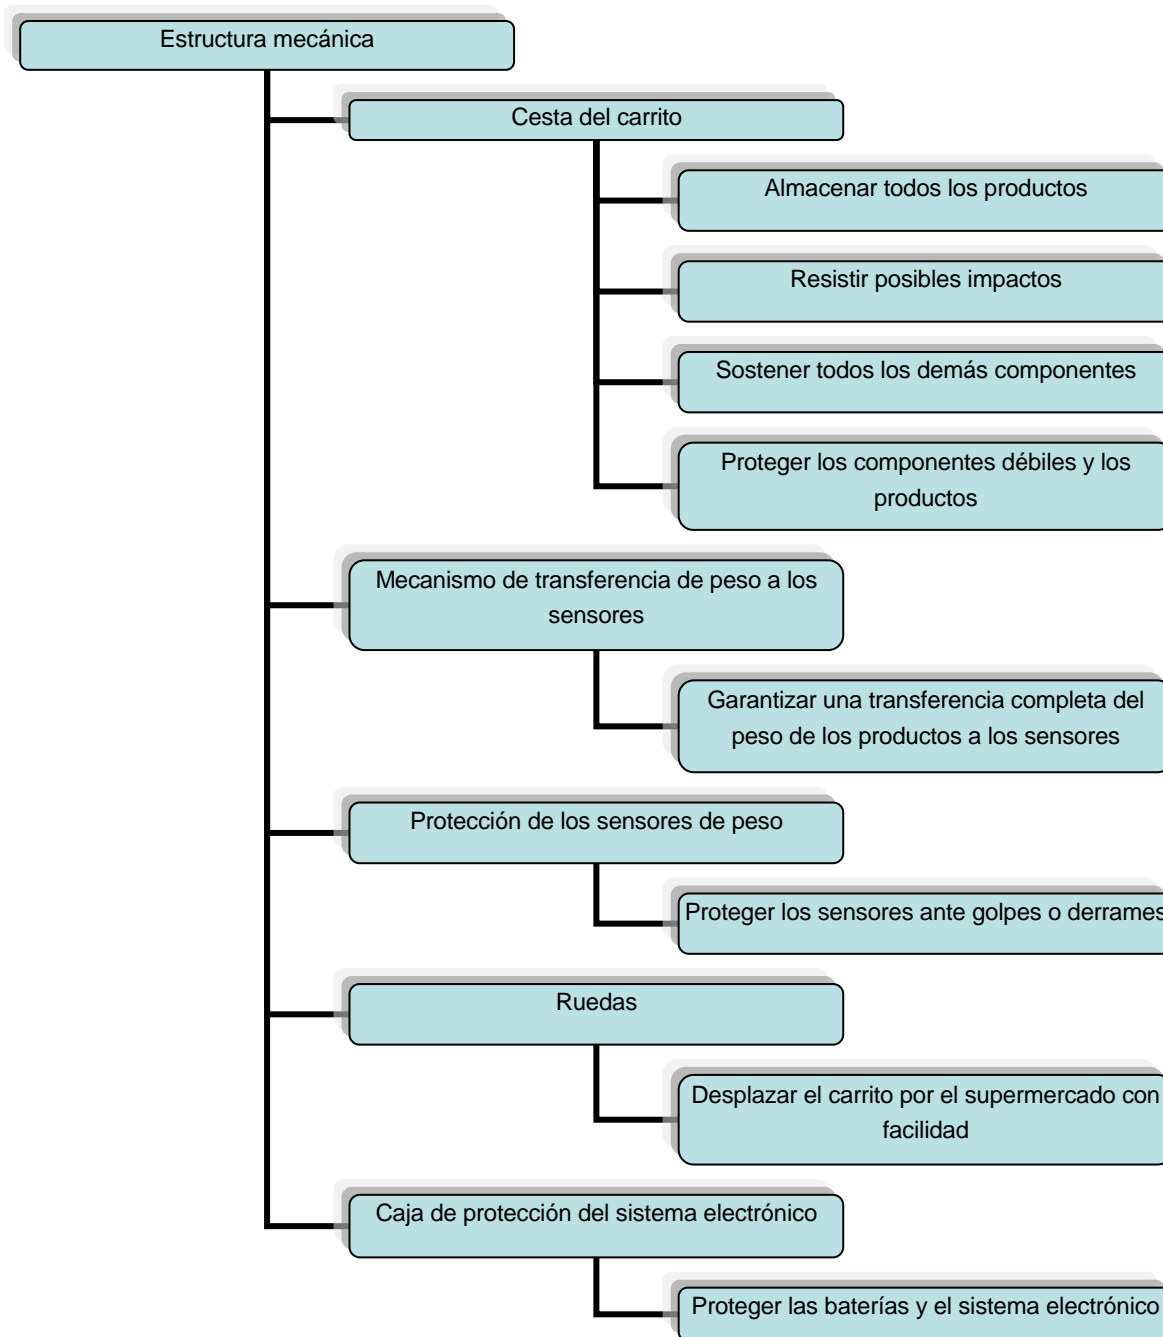 Estructura mecánica
Cesta del carrito
Almacenar todos los productos
Resistir posibles impactos
Sostener todos los demás componentes
Proteger los componentes débiles y los
productos
Mecanismo de transferencia de peso a los
sensores
Garantizar una transferencia completa del
peso de los productos a los sensores
Protección de los sensores de peso
Proteger los sensores ante golpes o derrames
Ruedas
Desplazar el carrito por el supermercado con
facilidad
Caja de protección del sistema electrónico
Proteger las baterías y el sistema electrónico